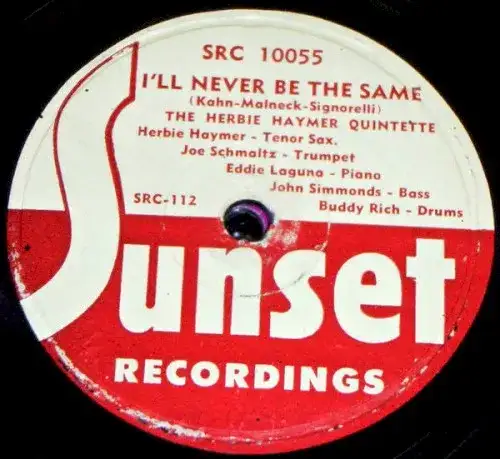 SRC 10055
I'LL NEVER BE THE SAME
(Kahn-Malneck-Signorelli)
THE HERBIE HAYMER QUINTETTE
Herbie Haymer - Tenor Sax.
Joe Schmaltz - Trumpet
Eddie Laguna - Piano
John Simmonds - Bass
SRC-112
Buddy Rich - Drums
Sunset
RECORDINGS